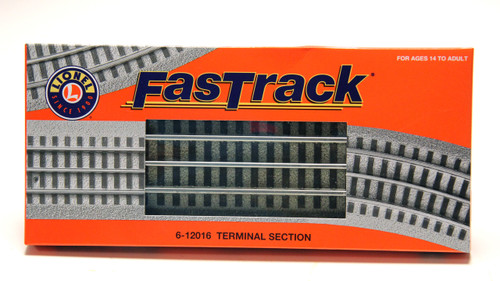 FOR AGES 14 TO ADULT
LIONEL
L
SINCE 1900
FasTrack
6-12016 TERMINAL SECTION